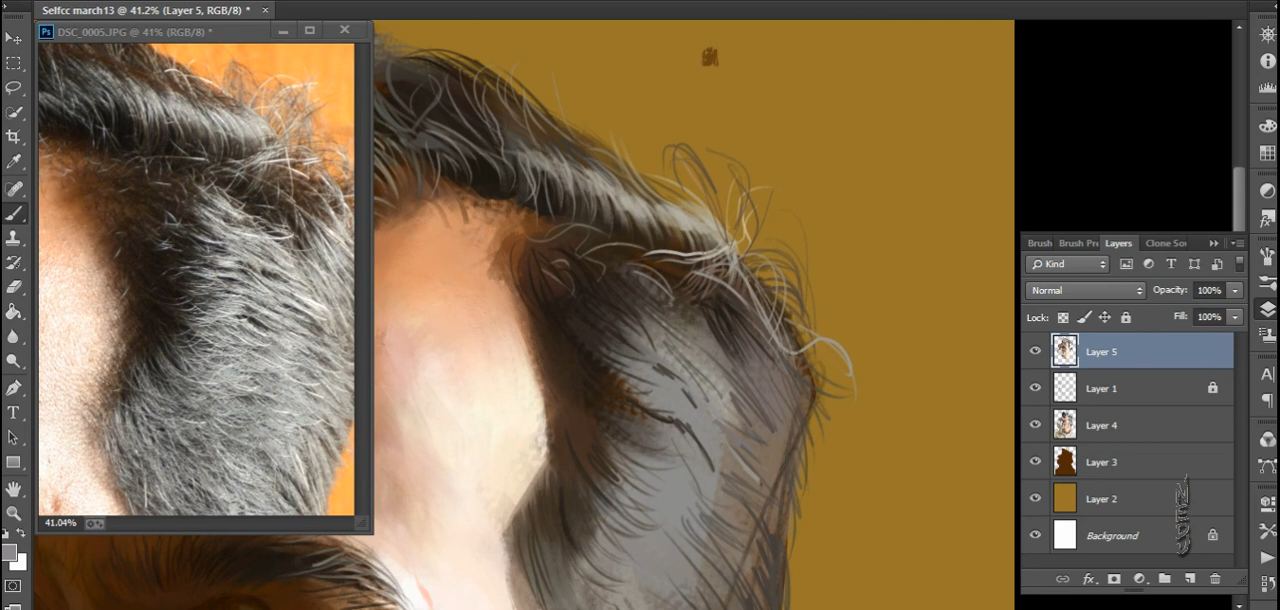 Selfcc march13 @ 41.2% (Layer 5, RGB/8) * ×
Ps DSC_0005.JPG @ 41% (RGB/8) *
41.04%
Brush Brush Pre Layers Clone Sou
Kind
Normal Opacity: 100%
Lock: Fill: 100%
Layer 5
Layer 1
Layer 4
Layer 3
Layer 2
Background